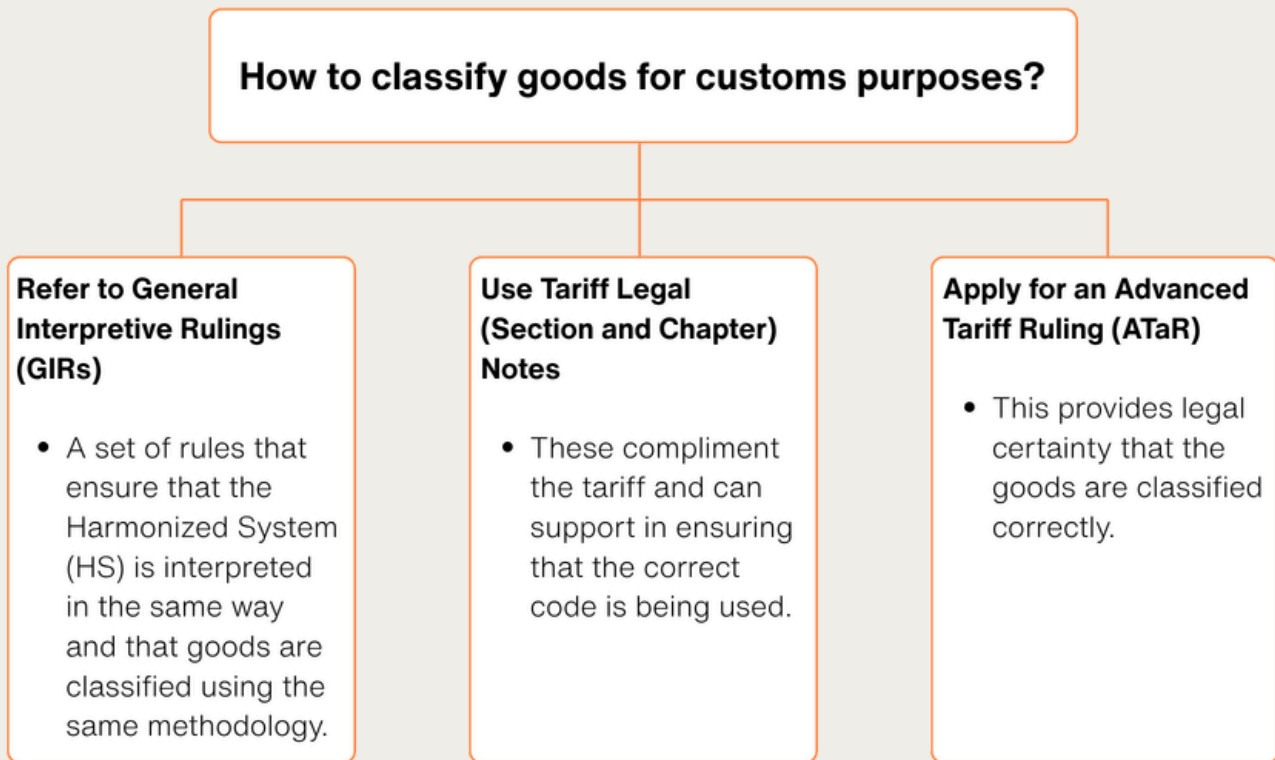 How to classify goods for customs purposes?
Refer to General
Interpretive Rulings
(GIRs)
• A set of rules that
ensure that the
Harmonized System
(HS) is interpreted
in the same way
and that goods are
classified using the
same methodology.
Use Tariff Legal
(Section and Chapter)
Notes
• These compliment
the tariff and can
support in ensuring
that the correct
code is being used.
Apply for an Advanced
Tariff Ruling (ATaR)
• This provides legal
certainty that the
goods are classified
correctly.